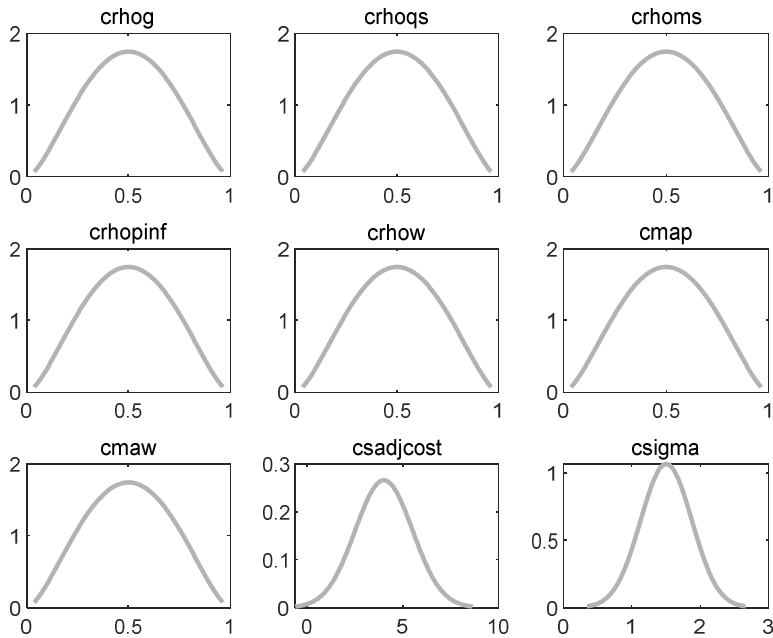 crhog crhoqs crhoms
2 2 2
1 1 1
0 0 0
0 0.5 1 0 0.5 1 0 0.5 1
crhopinf crhow cmap
2 2 2
1 1 1
0 0 0
0 0.5 1 0 0.5 1 0 0.5 1
cmaw csadjcost csigma
2 0.3 1
0.2
1 0.5
0.1
0 0 0
0 0.5 1 0 5 10 0 1 2 3